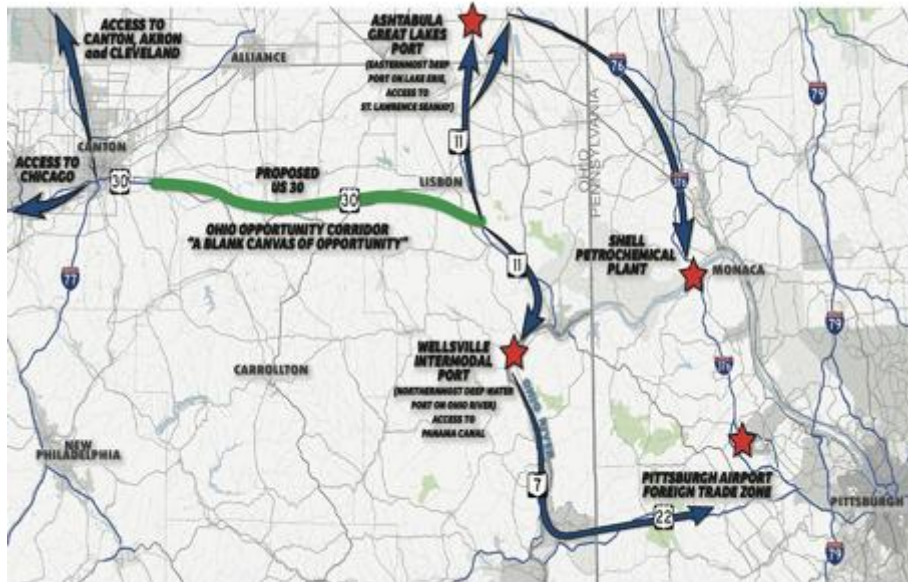 ACCESS TO
CANTON, AKRON
and CLEVELAND
ASHTABULA
GREAT LAKES
PORT
(EASTERNMOST DEEP
PORT ON LAKE ERIE,
ACCESS TO
ST. LAWRENCE SEAWAY)
ALLIANCE
76
79
CANTON
11
OHIO
PENNSYLVANIA
ACCESS TO
CHICAGO
30
PROPOSED
US 30
30
LISBON
376
OHIO OPPORTUNITY CORRIDOR
"A BLANK CANVAS OF OPPORTUNITY"
11
SHELL
PETROCHEMICAL
PLANT
MONACA
77
79
WELLSVILLE
INTERMODAL
PORT
(NORTHERNMOST DEEP WATER
PORT ON OHIO RIVER)
ACCESS TO
PANAMA CANAL
CARROLLTON
376
OHIO RIVER
NEW
PHILADELPHIA
7
PITTSBURGH AIRPORT
FOREIGN TRADE ZONE
PITTSBURGH
22
79